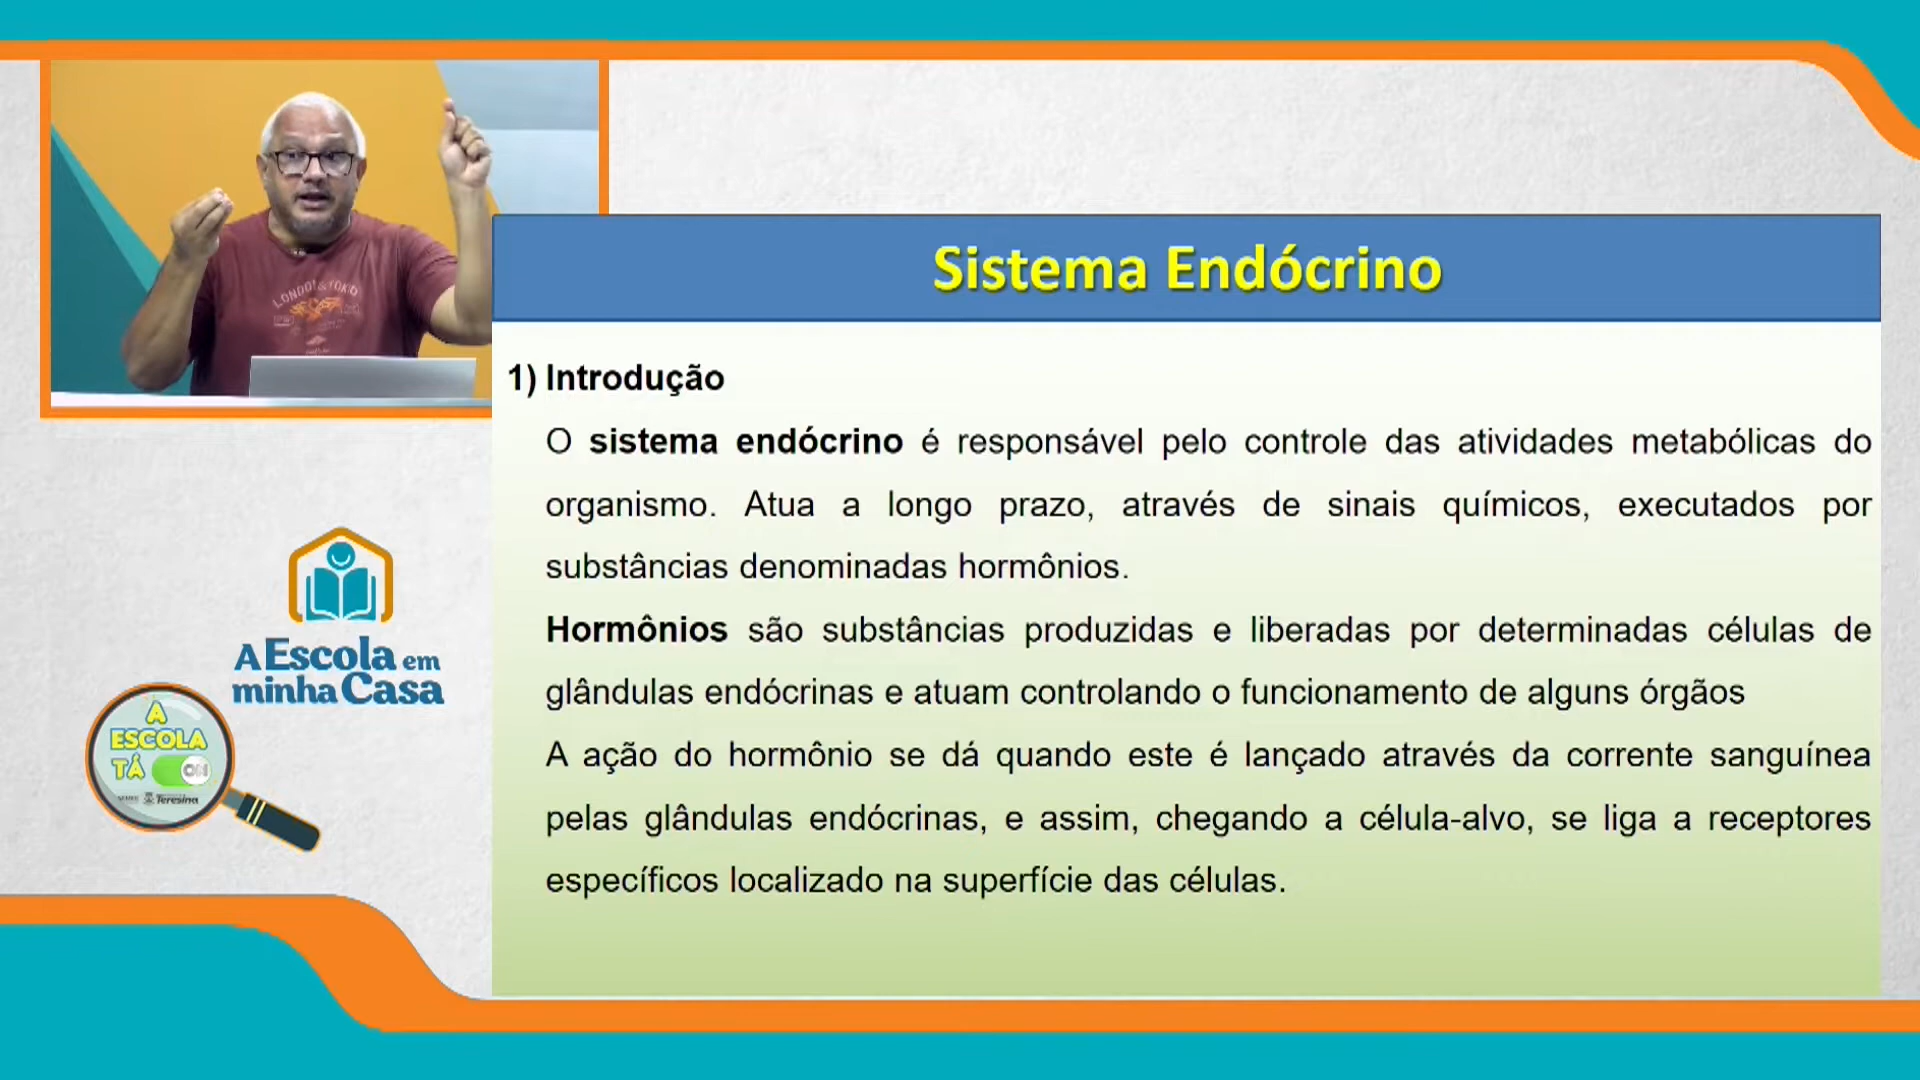 LONDON & TOKIO
Sistema Endócrino
1) Introdução
O sistema endócrino é responsável pelo controle das atividades metabólicas do
organismo. Atua a longo prazo, através de sinais químicos, executados por
substâncias denominadas hormônios.
Hormônios são substâncias produzidas e liberadas por determinadas células de
glândulas endócrinas e atuam controlando o funcionamento de alguns órgãos
A ação do hormônio se dá quando este é lançado através da corrente sanguínea
pelas glândulas endócrinas, e assim, chegando a célula-alvo, se liga a receptores
específicos localizado na superfície das células.
A Escola em
minha Casa
A
ESCOLA
TÁ ON
Teresina